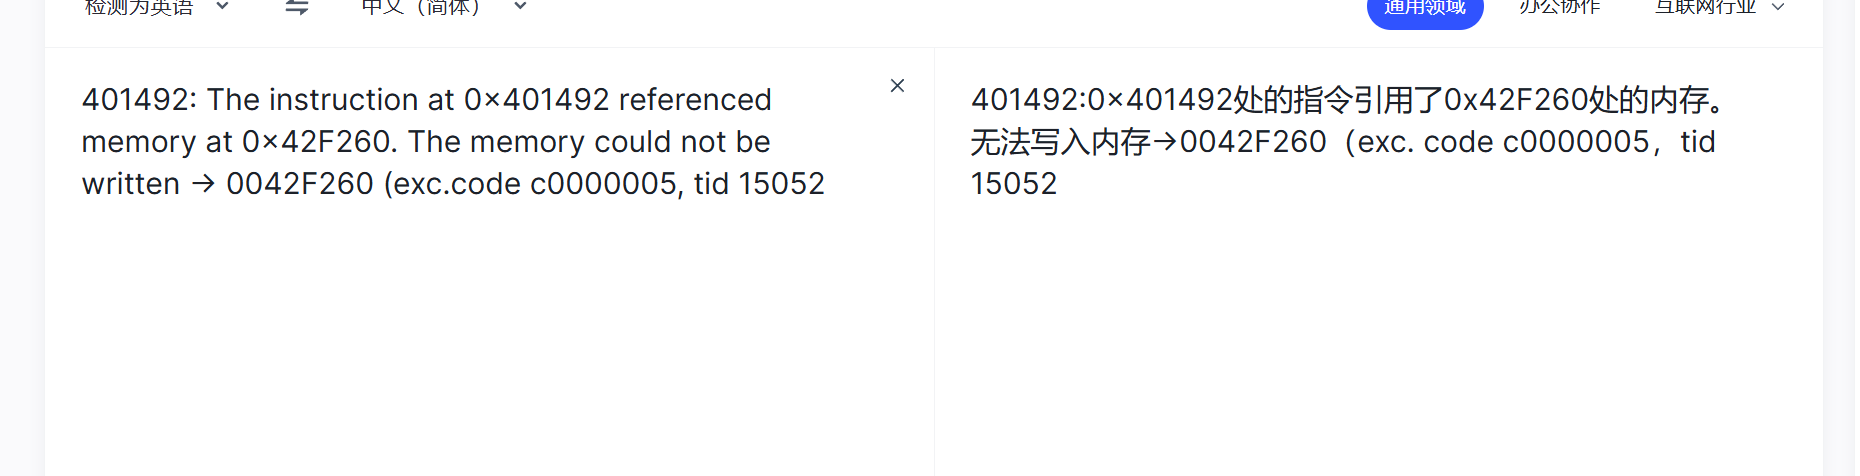 检测为英语
中文（简体）
通用领域
办公协作
互联网行业
401492: The instruction at 0×401492 referenced
memory at 0×42F260. The memory could not be
written → 0042F260 (exc.code c0000005, tid 15052
401492:0×401492处的指令引用了0x42F260处的内存。
无法写入内存→0042F260（exc. code c0000005，tid
15052